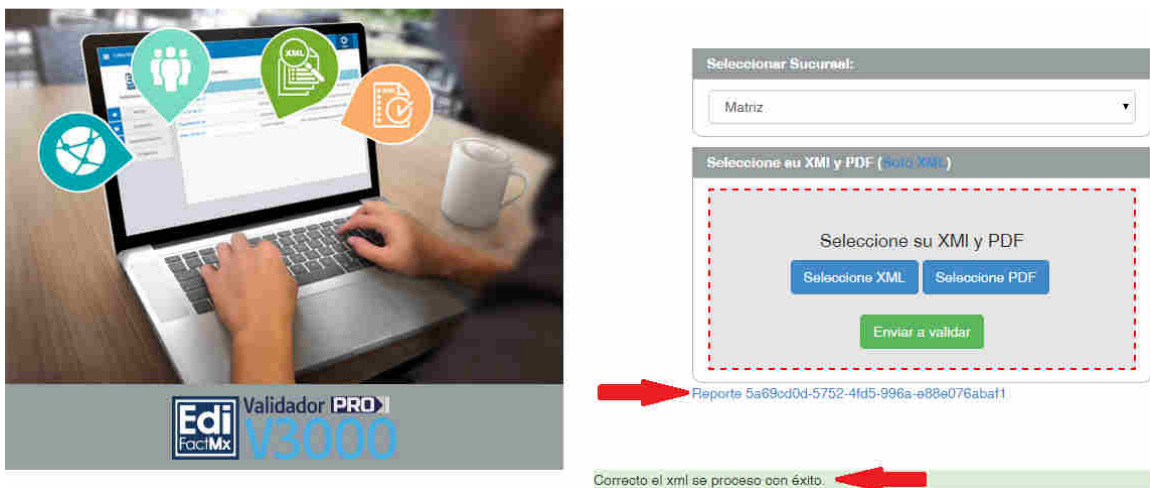 XML
Edi
FactMx
Validador PRO
V3000
Seleccionar Sucursal:
Matriz
Seleccione su XMl y PDF (Solo XML)
Seleccione su XMl y PDF
Seleccione XML
Seleccione PDF
Enviar a validar
Reporte 5a69cd0d-5752-4fd5-996a-e88e076abaf1
Correcto el xml se proceso con éxito.